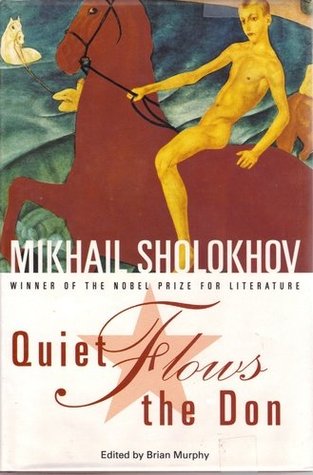 MIKHAIL SHOLOKHOV
WINNER OF THE NOBEL PRIZE FOR LITERATURE
Quiet Flows
the Don
Edited by Brian Murphy